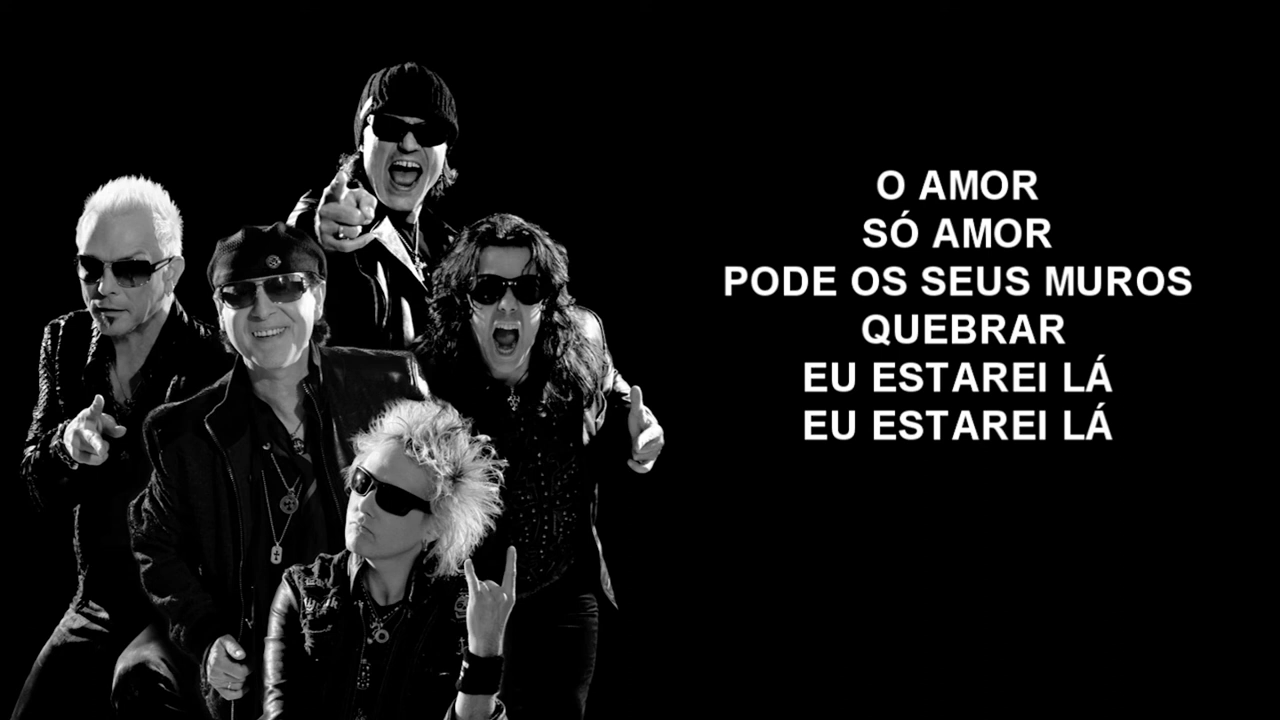 O AMOR
SÓ AMOR
PODE OS SEUS MUROS
QUEBRAR
EU ESTAREI LÁ
EU ESTAREI LÁ